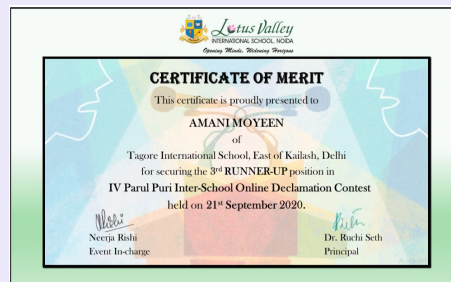 Lotus Valley
INTERNATIONAL SCHOOL, NOIDA
Opening Minds, Widening Horizons
CERTIFICATE OF MERIT
This certificate is proudly presented to
AMANI MOYEEN
of
Tagore International School, East of Kailash, Delhi
for securing the 3rd RUNNER-UP position in
IV Parul Puri Inter-School Online Declamation Contest
held on 21st September 2020.
Neerja Rishi
Event In-charge
Dr. Ruchi Seth
Principal